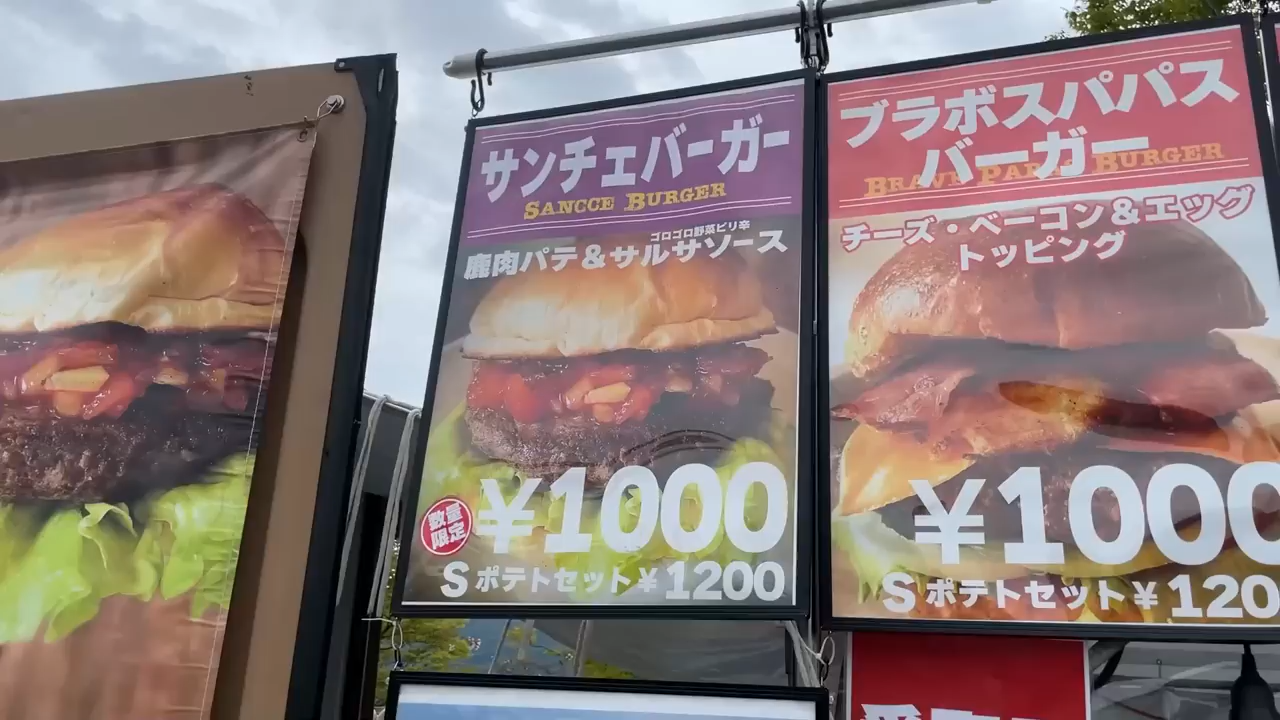 サンチェバーガー
SANCCE BURGER
ゴロゴロ野菜ピリ辛
鹿肉パテ&サルサソース
数量
限定
¥1000
Sポテトセット¥1200
ブラボスパパス
バーガー
BRAVE PAPAS BURGER
チーズ・ベーコン&エッグ
トッピング
¥1000
Sポテトセット¥120